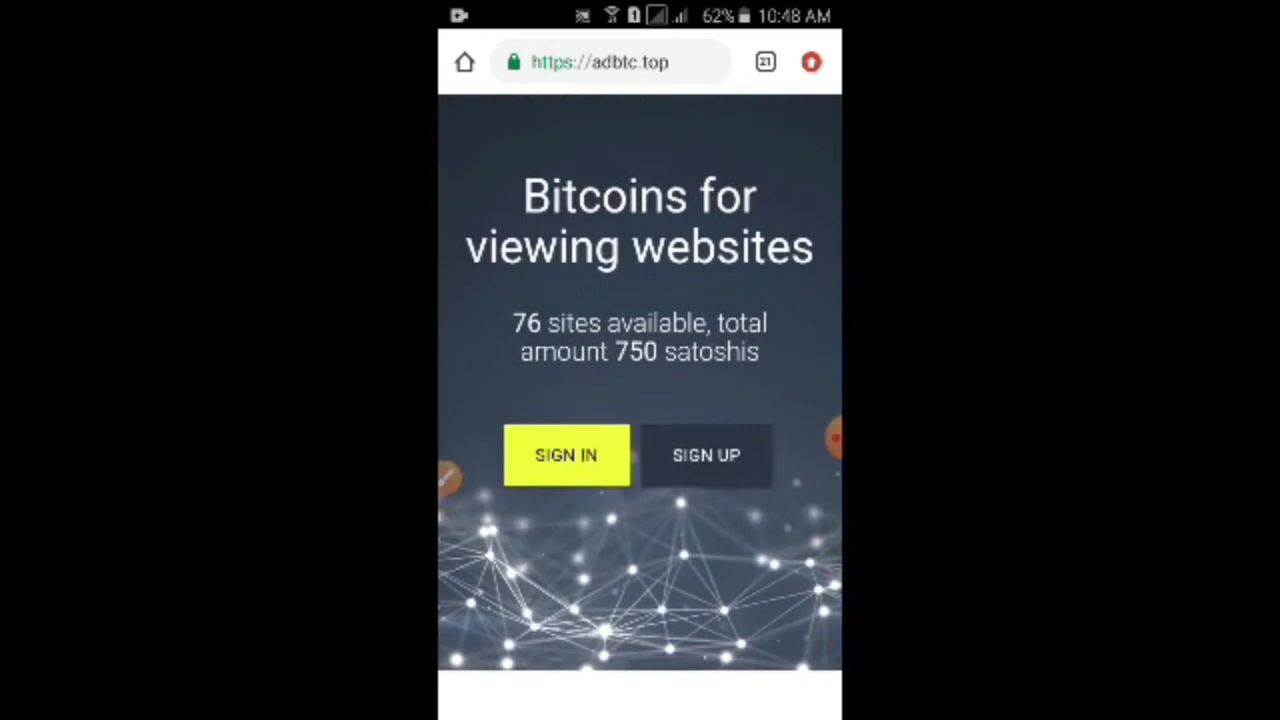 62% 10:48 AM
https://adbtc.top
21
Bitcoins for
viewing websites
76 sites available, total
amount 750 satoshis
SIGN IN
SIGN UP